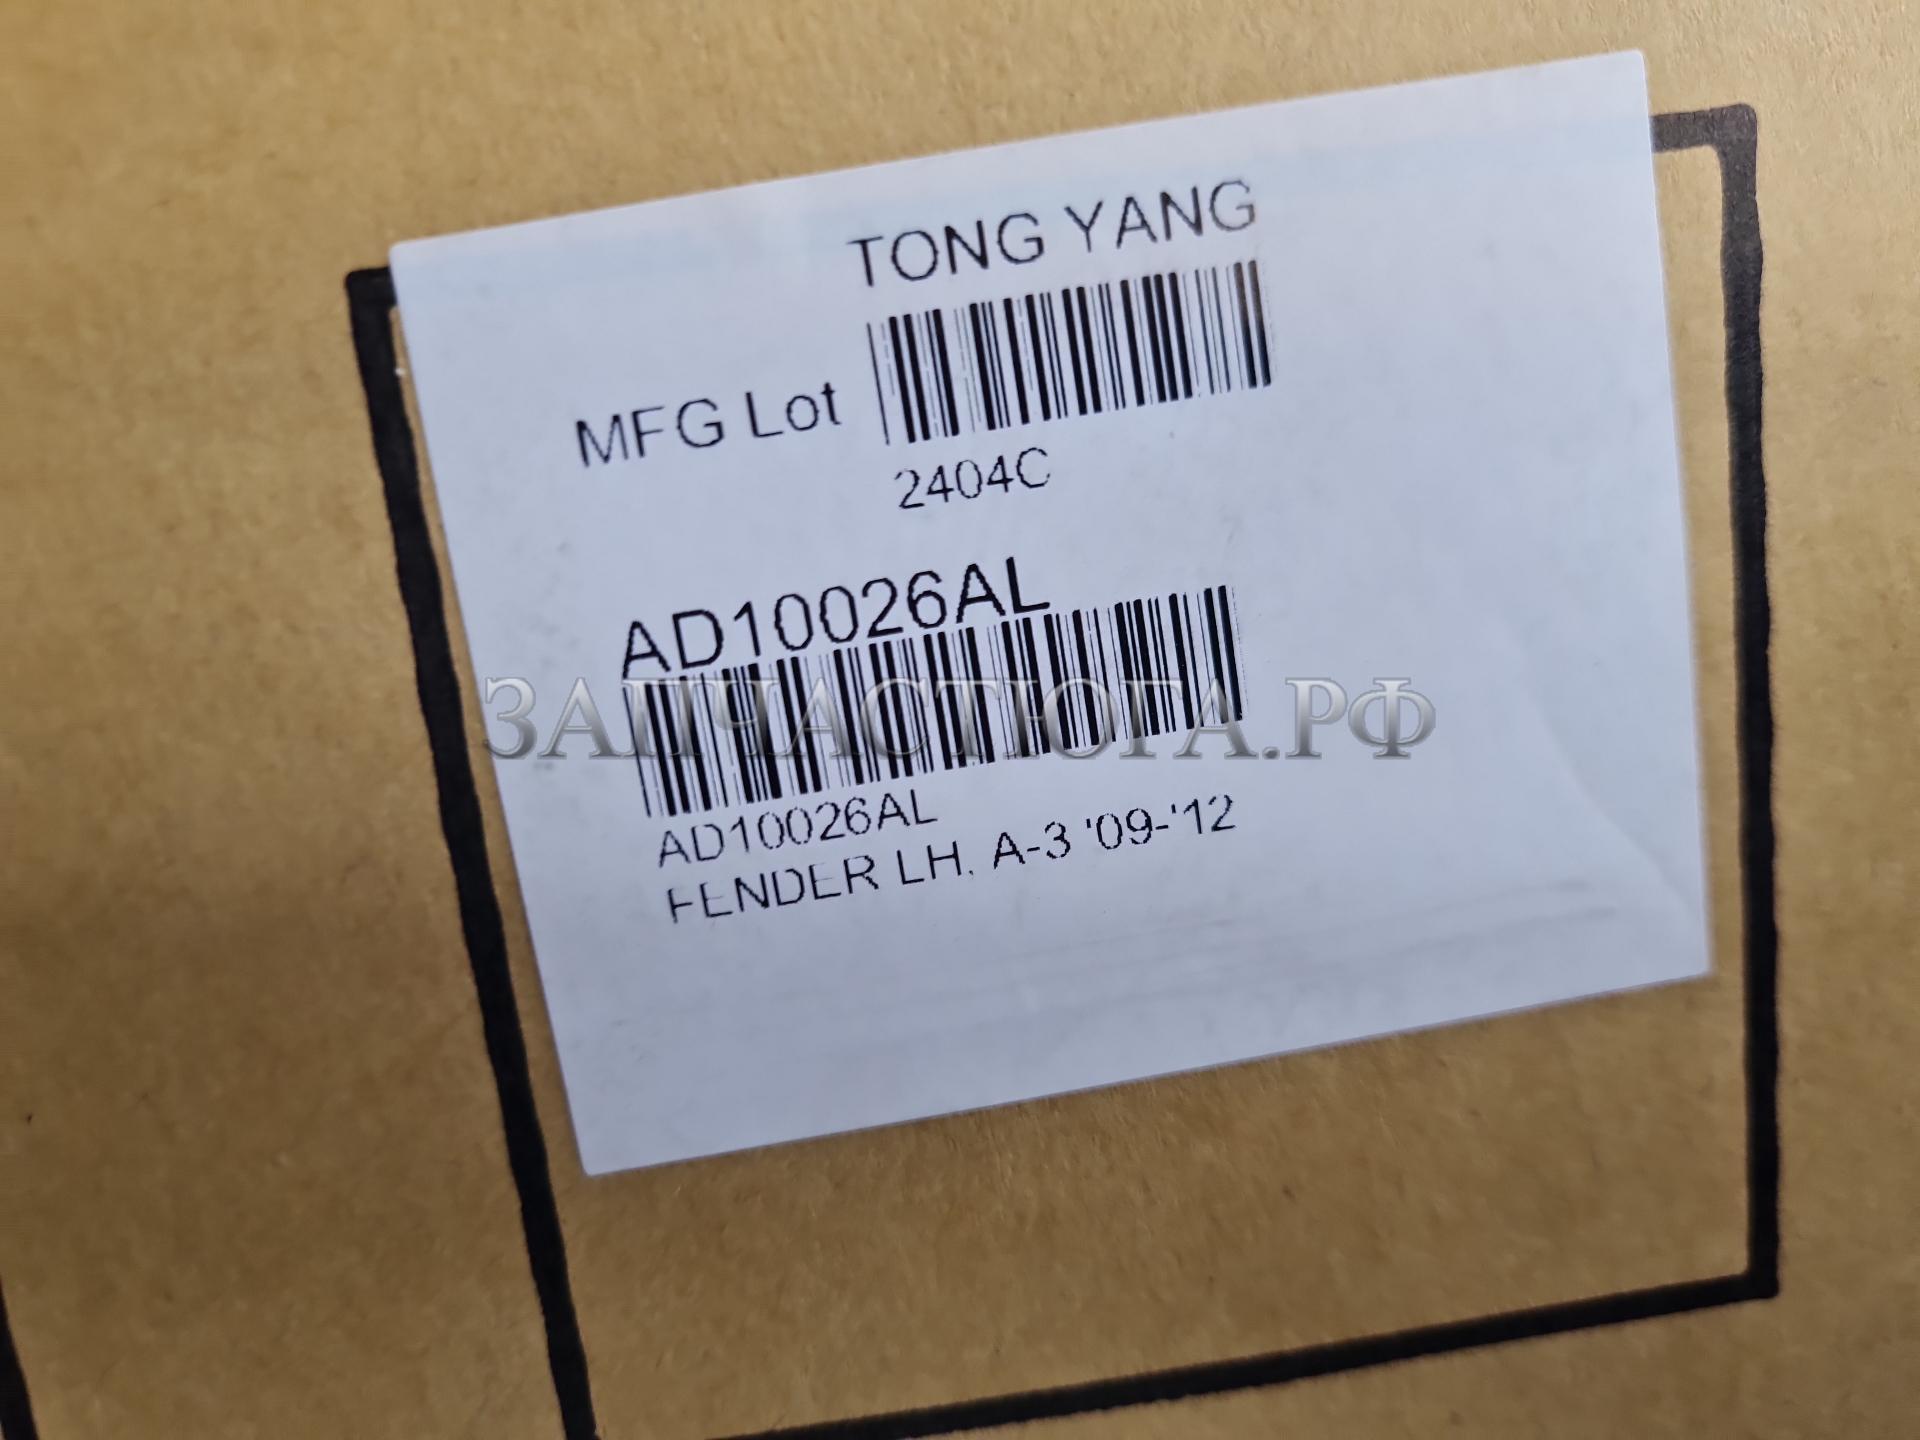 TONG YANG
MFG Lot
2404C
AD10026AL
ЗАПЧАСТЮГА.РФ
AD10026AL
FENDER LH, A-3 '09-'12